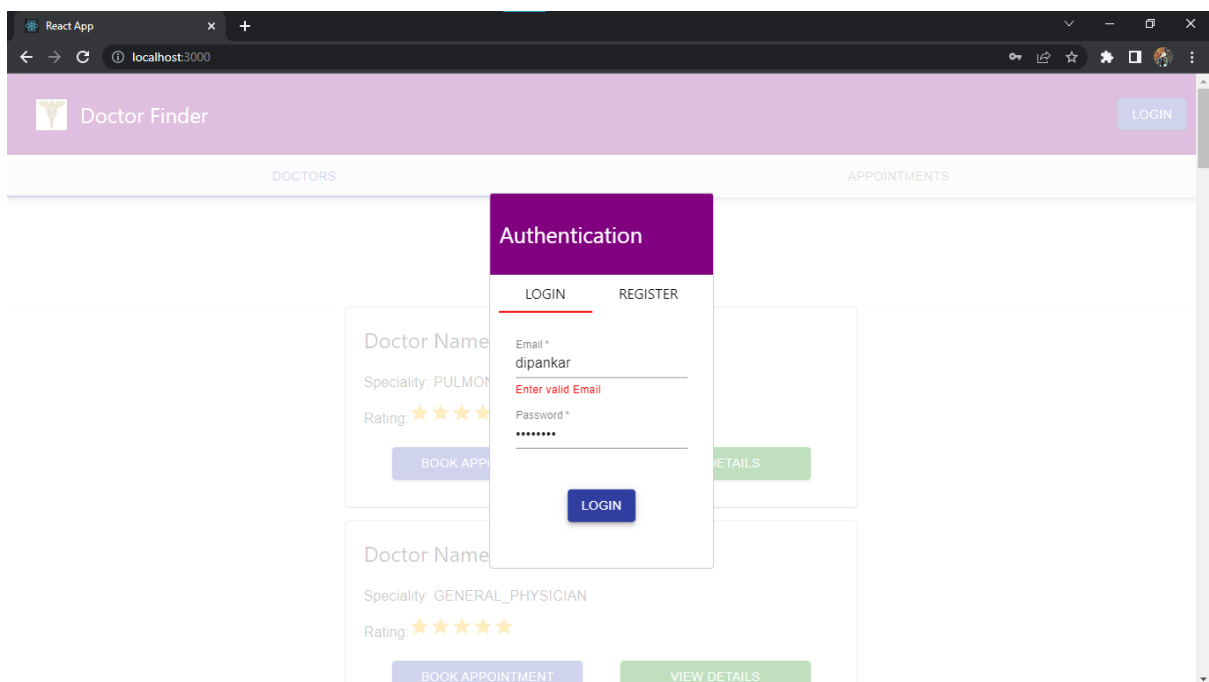 React App
localhost:3000
Doctor Finder
LOGIN
DOCTORS
APPOINTMENTS
Authentication
LOGIN REGISTER
Email *
dipankar
Enter valid Email
Password *
••••••••
LOGIN
Doctor Name
Speciality: PULMON
Rating:
BOOK APP
DETAILS
Doctor Name
Speciality: GENERAL_PHYSICIAN
Rating:
BOOK APPOINTMENT
VIEW DETAILS